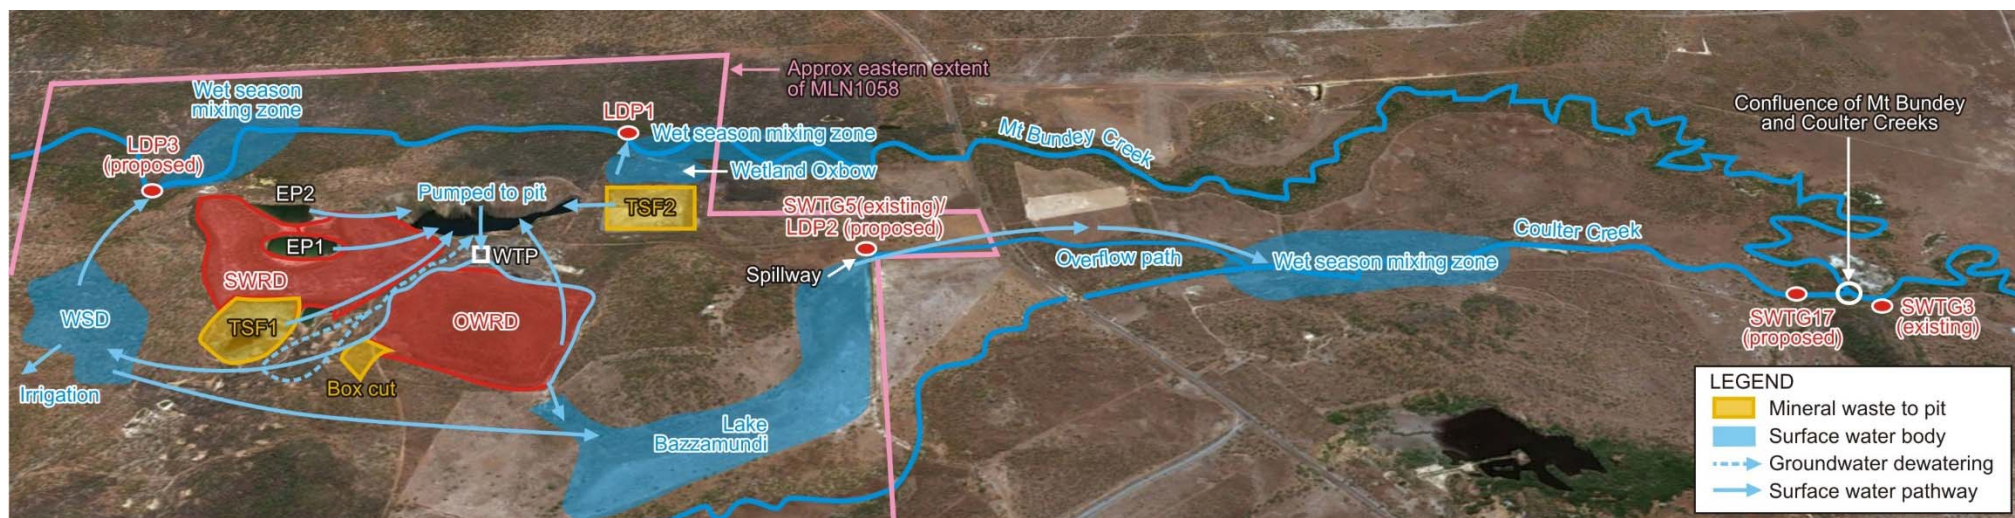 Approx eastern extent
of MLN1058
Wet season
mixing zone
LDP3
(proposed)
LDP1
Wet season mixing zone
Wetland Oxbow
Mt Bundey Creek
Confluence of Mt Bundey
and Coulter Creeks
EP2
EP1
Pumped to pit
TSF2
SWTG5(existing)/
LDP2 (proposed)
WTP
Spillway
Overflow path
Wet season mixing zone
Coulter Creek
SWRD
TSF1
OWRD
WSD
Box cut
Irrigation
Lake
Bazzamundi
SWTG17
(proposed)
SWTG3
(existing)
LEGEND
Mineral waste to pit
Surface water body
Groundwater dewatering
Surface water pathway